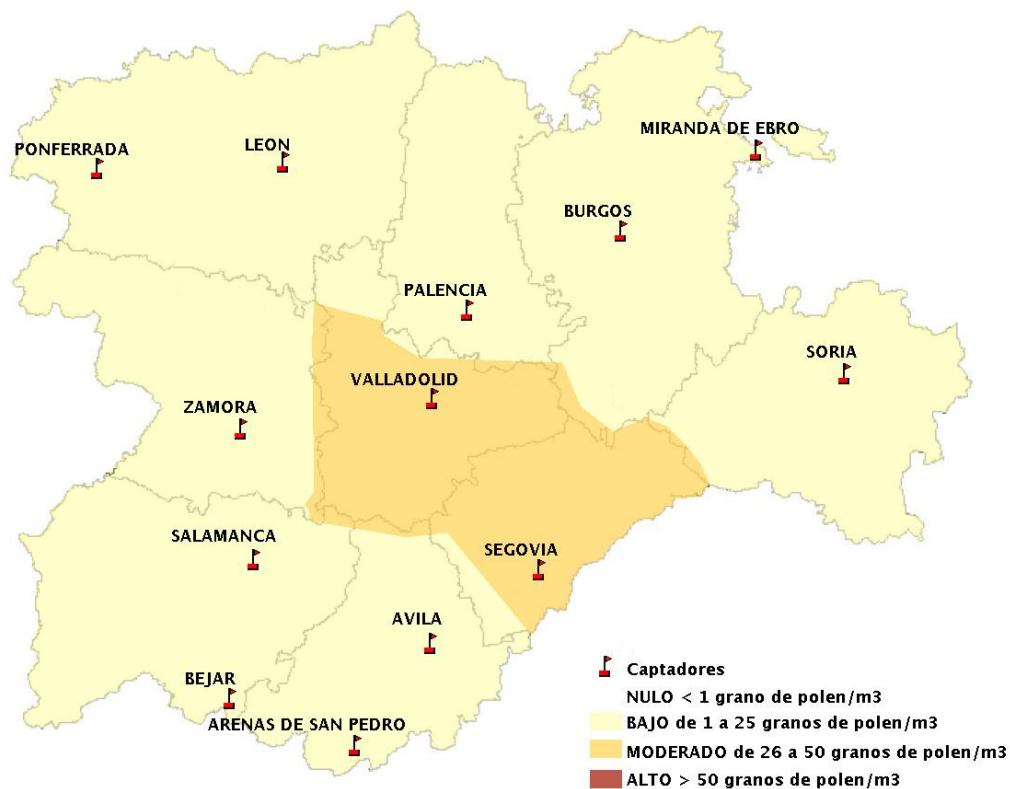 MIRANDA DE EBRO
PONFERRADA
LEON
BURGOS
PALENCIA
SORIA
VALLADOLID
ZAMORA
SALAMANCA
SEGOVIA
AVILA
BEJAR
ARENAS DE SAN PEDRO
Captadores
NULO < 1 grano de polen/m3
BAJO de 1 a 25 granos de polen/m3
MODERADO de 26 a 50 granos de polen/m3
ALTO > 50 granos de polen/m3